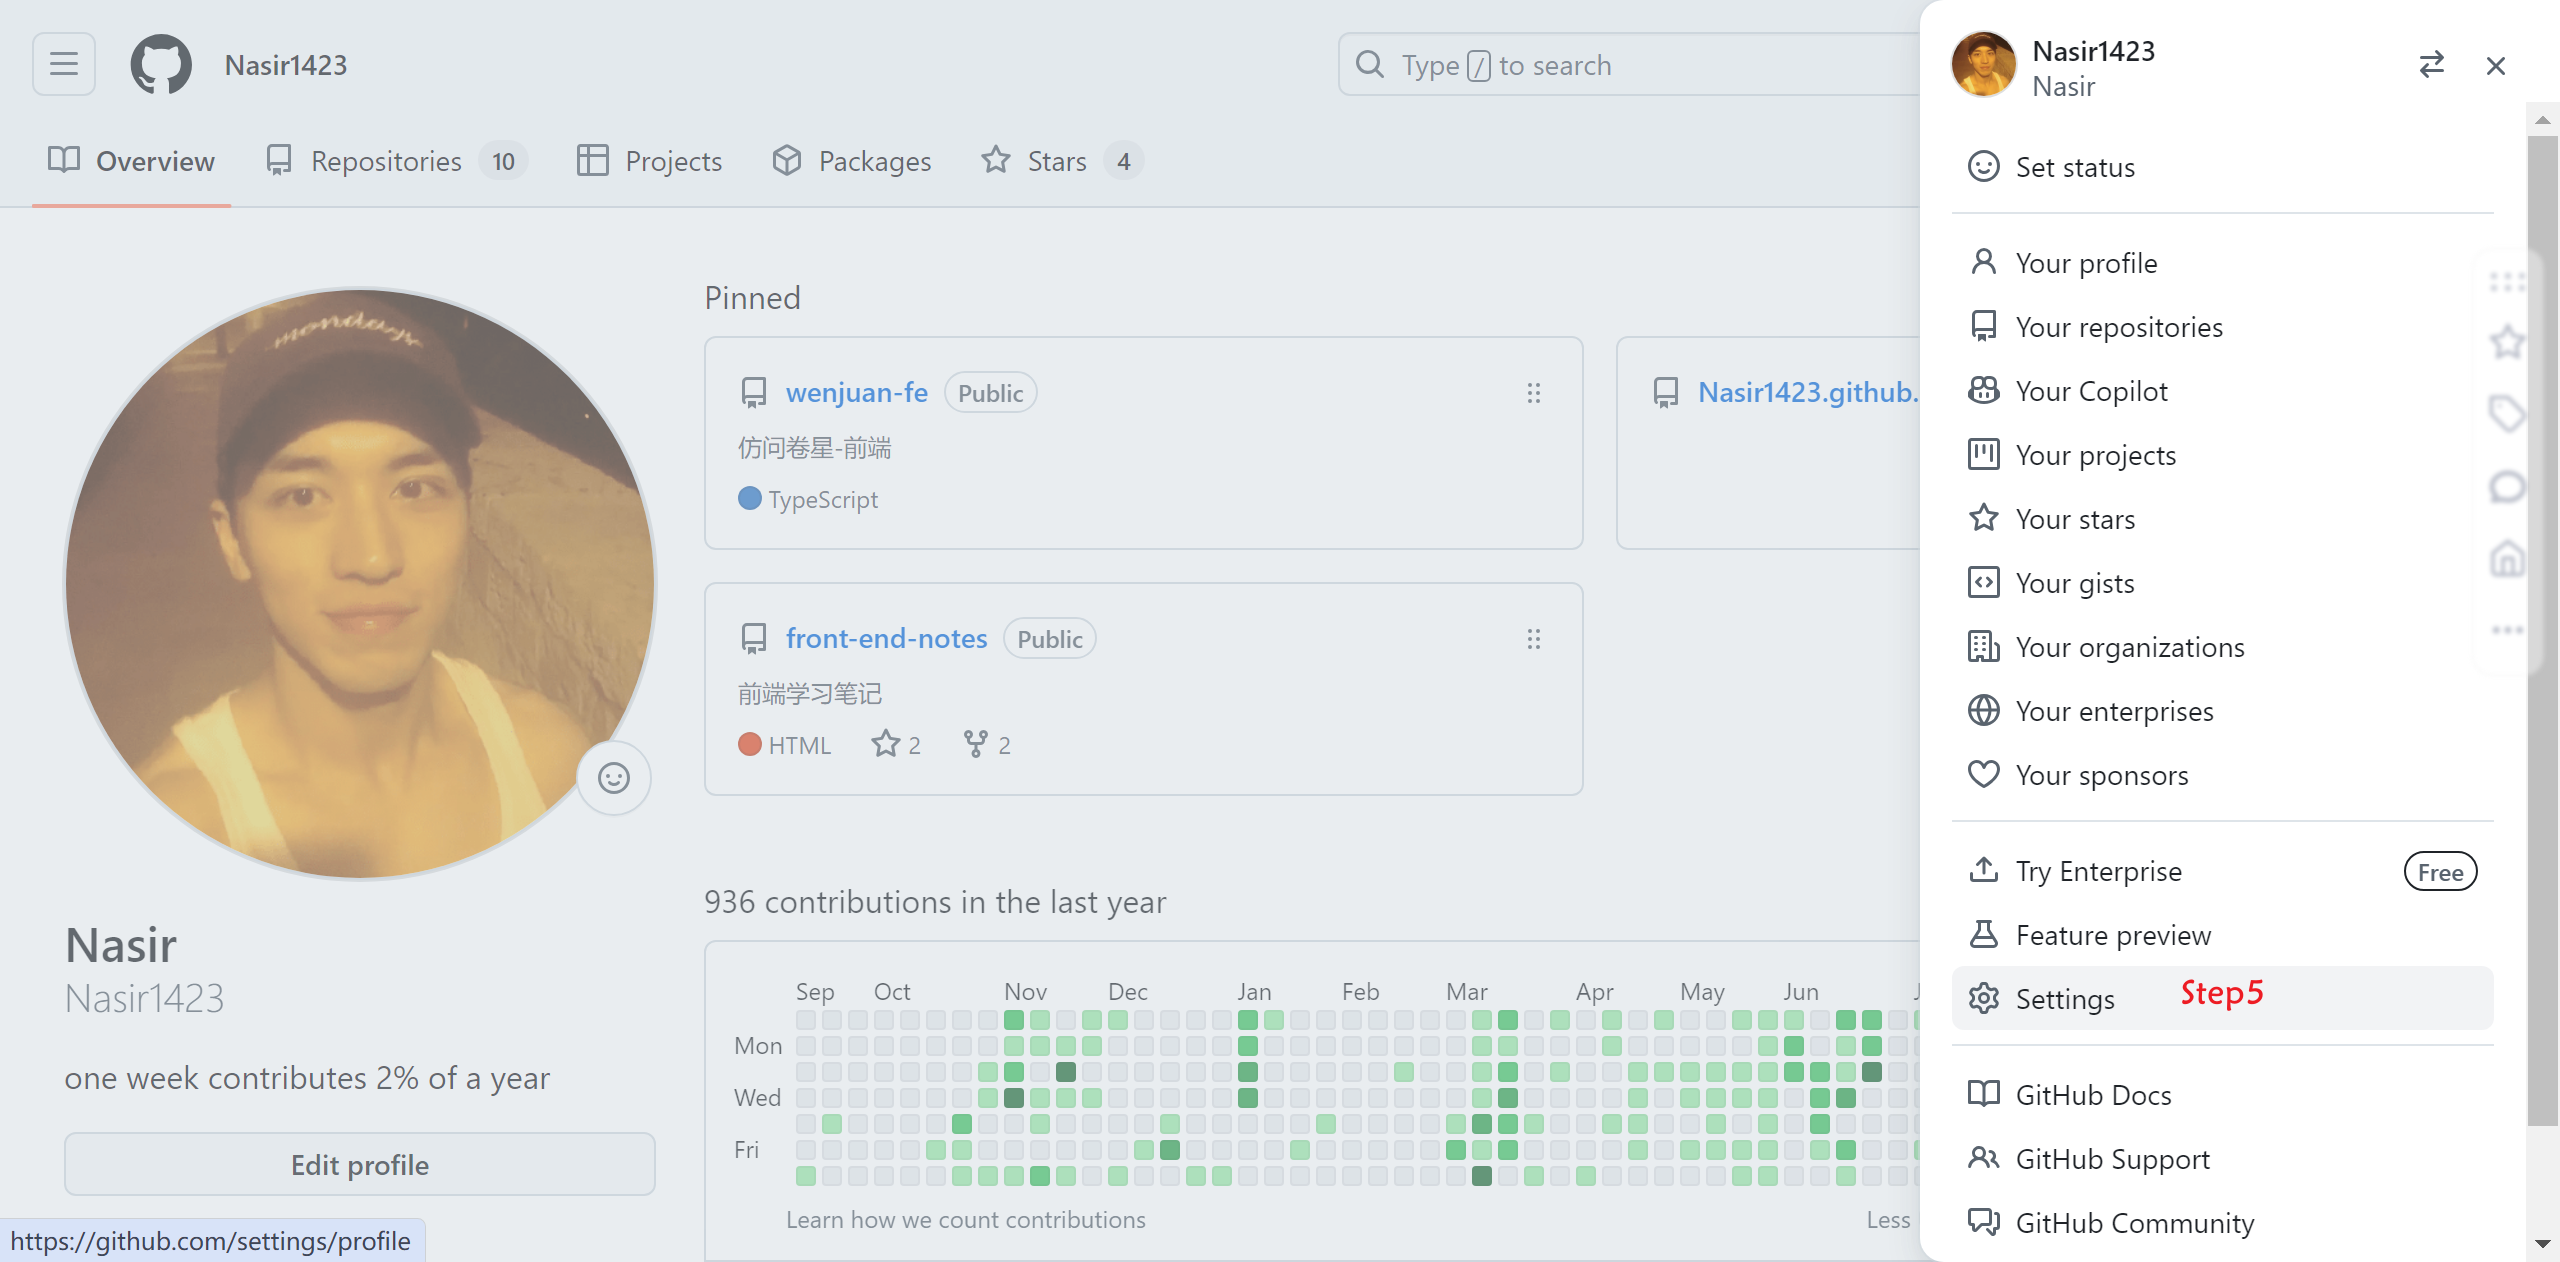 Nasir1423
Type / to search
Overview
Repositories 10
Projects
Packages
Stars 4
mondays
Nasir
Nasir1423
one week contributes 2% of a year
Edit profile
https://github.com/settings/profile
Pinned
wenjuan-fe Public
仿问卷星-前端
TypeScript
Nasir1423.github.
front-end-notes Public
前端学习笔记
HTML 2 2
936 contributions in the last year
Sep Oct Nov Dec Jan Feb Mar Apr May Jun
Mon
Wed
Fri
Learn how we count contributions
Less
Nasir1423
Nasir
Set status
Your profile
Your repositories
Your Copilot
Your projects
Your stars
Your gists
Your organizations
Your enterprises
Your sponsors
Try Enterprise Free
Feature preview
Settings Step5
GitHub Docs
GitHub Support
GitHub Community